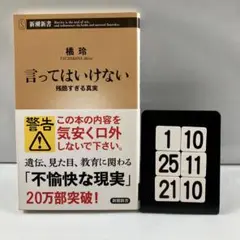 新潮新書
橘 玲
TACHIBANA Akira
言ってはいけない
残酷すぎる真実
警告
この本の内容を
気安く口外
しないで下さい。
遺伝、見た目、教育に関わる
「不愉快な現実」
20万部突破!
新潮新書
1 10
25 11
21 10